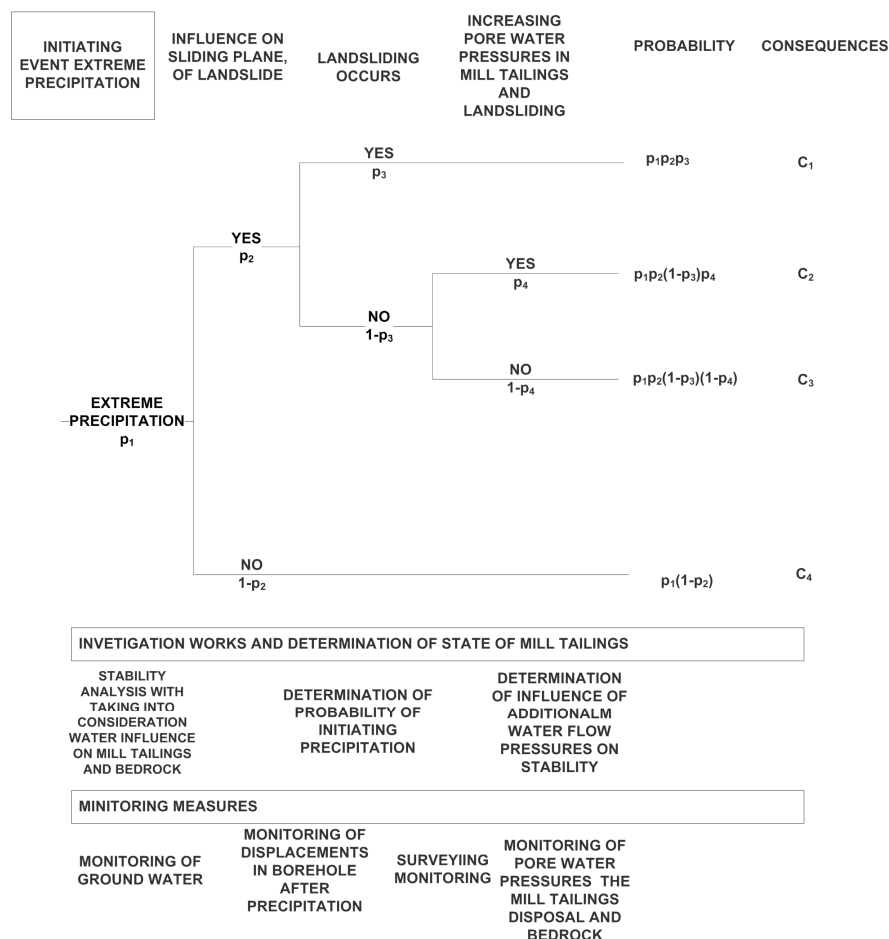 INITIATING
EVENT EXTREME
PRECIPITATION
INFLUENCE ON
SLIDING PLANE,
OF LANDSLIDE
LANDSLIDING
OCCURS
INCREASING
PORE WATER
PRESSURES IN
MILL TAILINGS
AND
LANDSLIDING
PROBABILITY
CONSEQUENCES
YES
p₃
p₁p₂p₃
C₁
YES
p₂
YES
p₄
p₁p₂(1-p₃)p₄
C₂
NO
1-p₃
NO
1-p₄
p₁p₂(1-p₃)(1-p₄)
C₃
EXTREME
PRECIPITATION
p₁
NO
1-p₂
p₁(1-p₂)
C₄
INVETIGATION WORKS AND DETERMINATION OF STATE OF MILL TAILINGS
STABILITY
ANALYSIS WITH
TAKING INTO
CONSIDERATION
WATER INFLUENCE
ON MILL TAILINGS
AND BEDROCK
DETERMINATION OF
PROBABILITY OF
INITIATING
PRECIPITATION
DETERMINATION
OF INFLUENCE OF
ADDITIONALM
WATER FLOW
PRESSURES ON
STABILITY
MINITORING MEASURES
MONITORING OF
GROUND WATER
MONITORING OF
DISPLACEMENTS
IN BOREHOLE
AFTER
PRECIPITATION
SURVEYIING
MONITORING
MONITORING OF
PORE WATER
PRESSURES THE
MILL TAILINGS
DISPOSAL AND
BEDROCK